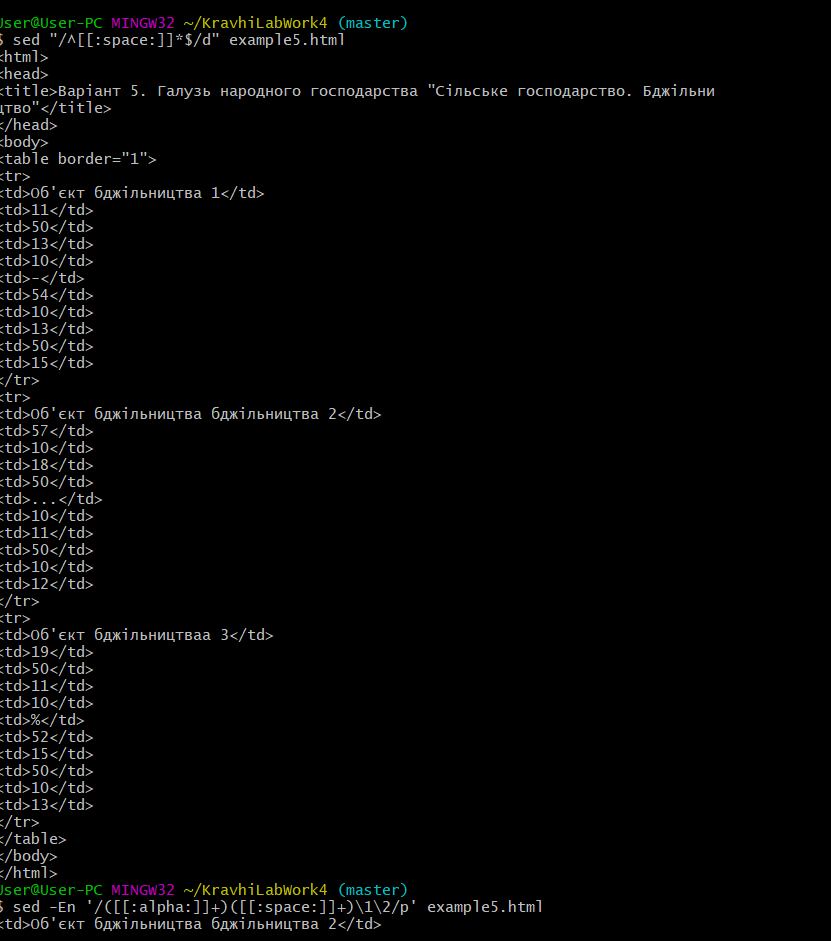 User@User-PC MINGW32 ~/KravhiLabWork4 (master)
$ sed "/^[[:space:]]*$/d" example5.html
<html>
<head>
<title>Варіант 5. Галузь народного господарства "Сільське господарство. Бджільни
цтво"</title>
</head>
<body>
<table border="1">
<tr>
<td>Об'єкт бджільництва 1</td>
<td>11</td>
<td>50</td>
<td>13</td>
<td>10</td>
<td>-</td>
<td>54</td>
<td>10</td>
<td>13</td>
<td>50</td>
<td>15</td>
</tr>
<tr>
<td>Об'єкт бджільництва бджільництва 2</td>
<td>57</td>
<td>10</td>
<td>18</td>
<td>50</td>
<td>...</td>
<td>10</td>
<td>11</td>
<td>50</td>
<td>10</td>
<td>12</td>
</tr>
<tr>
<td>Об'єкт бджільництваа 3</td>
<td>19</td>
<td>50</td>
<td>11</td>
<td>10</td>
<td>%</td>
<td>52</td>
<td>15</td>
<td>50</td>
<td>10</td>
<td>13</td>
</tr>
</table>
</body>
</html>
User@User-PC MINGW32 ~/KravhiLabWork4 (master)
$ sed -En '/([[:alpha:]]+)([[:space:]]+)\1\2/p' example5.html
<td>Об'єкт бджільництва бджільництва 2</td>